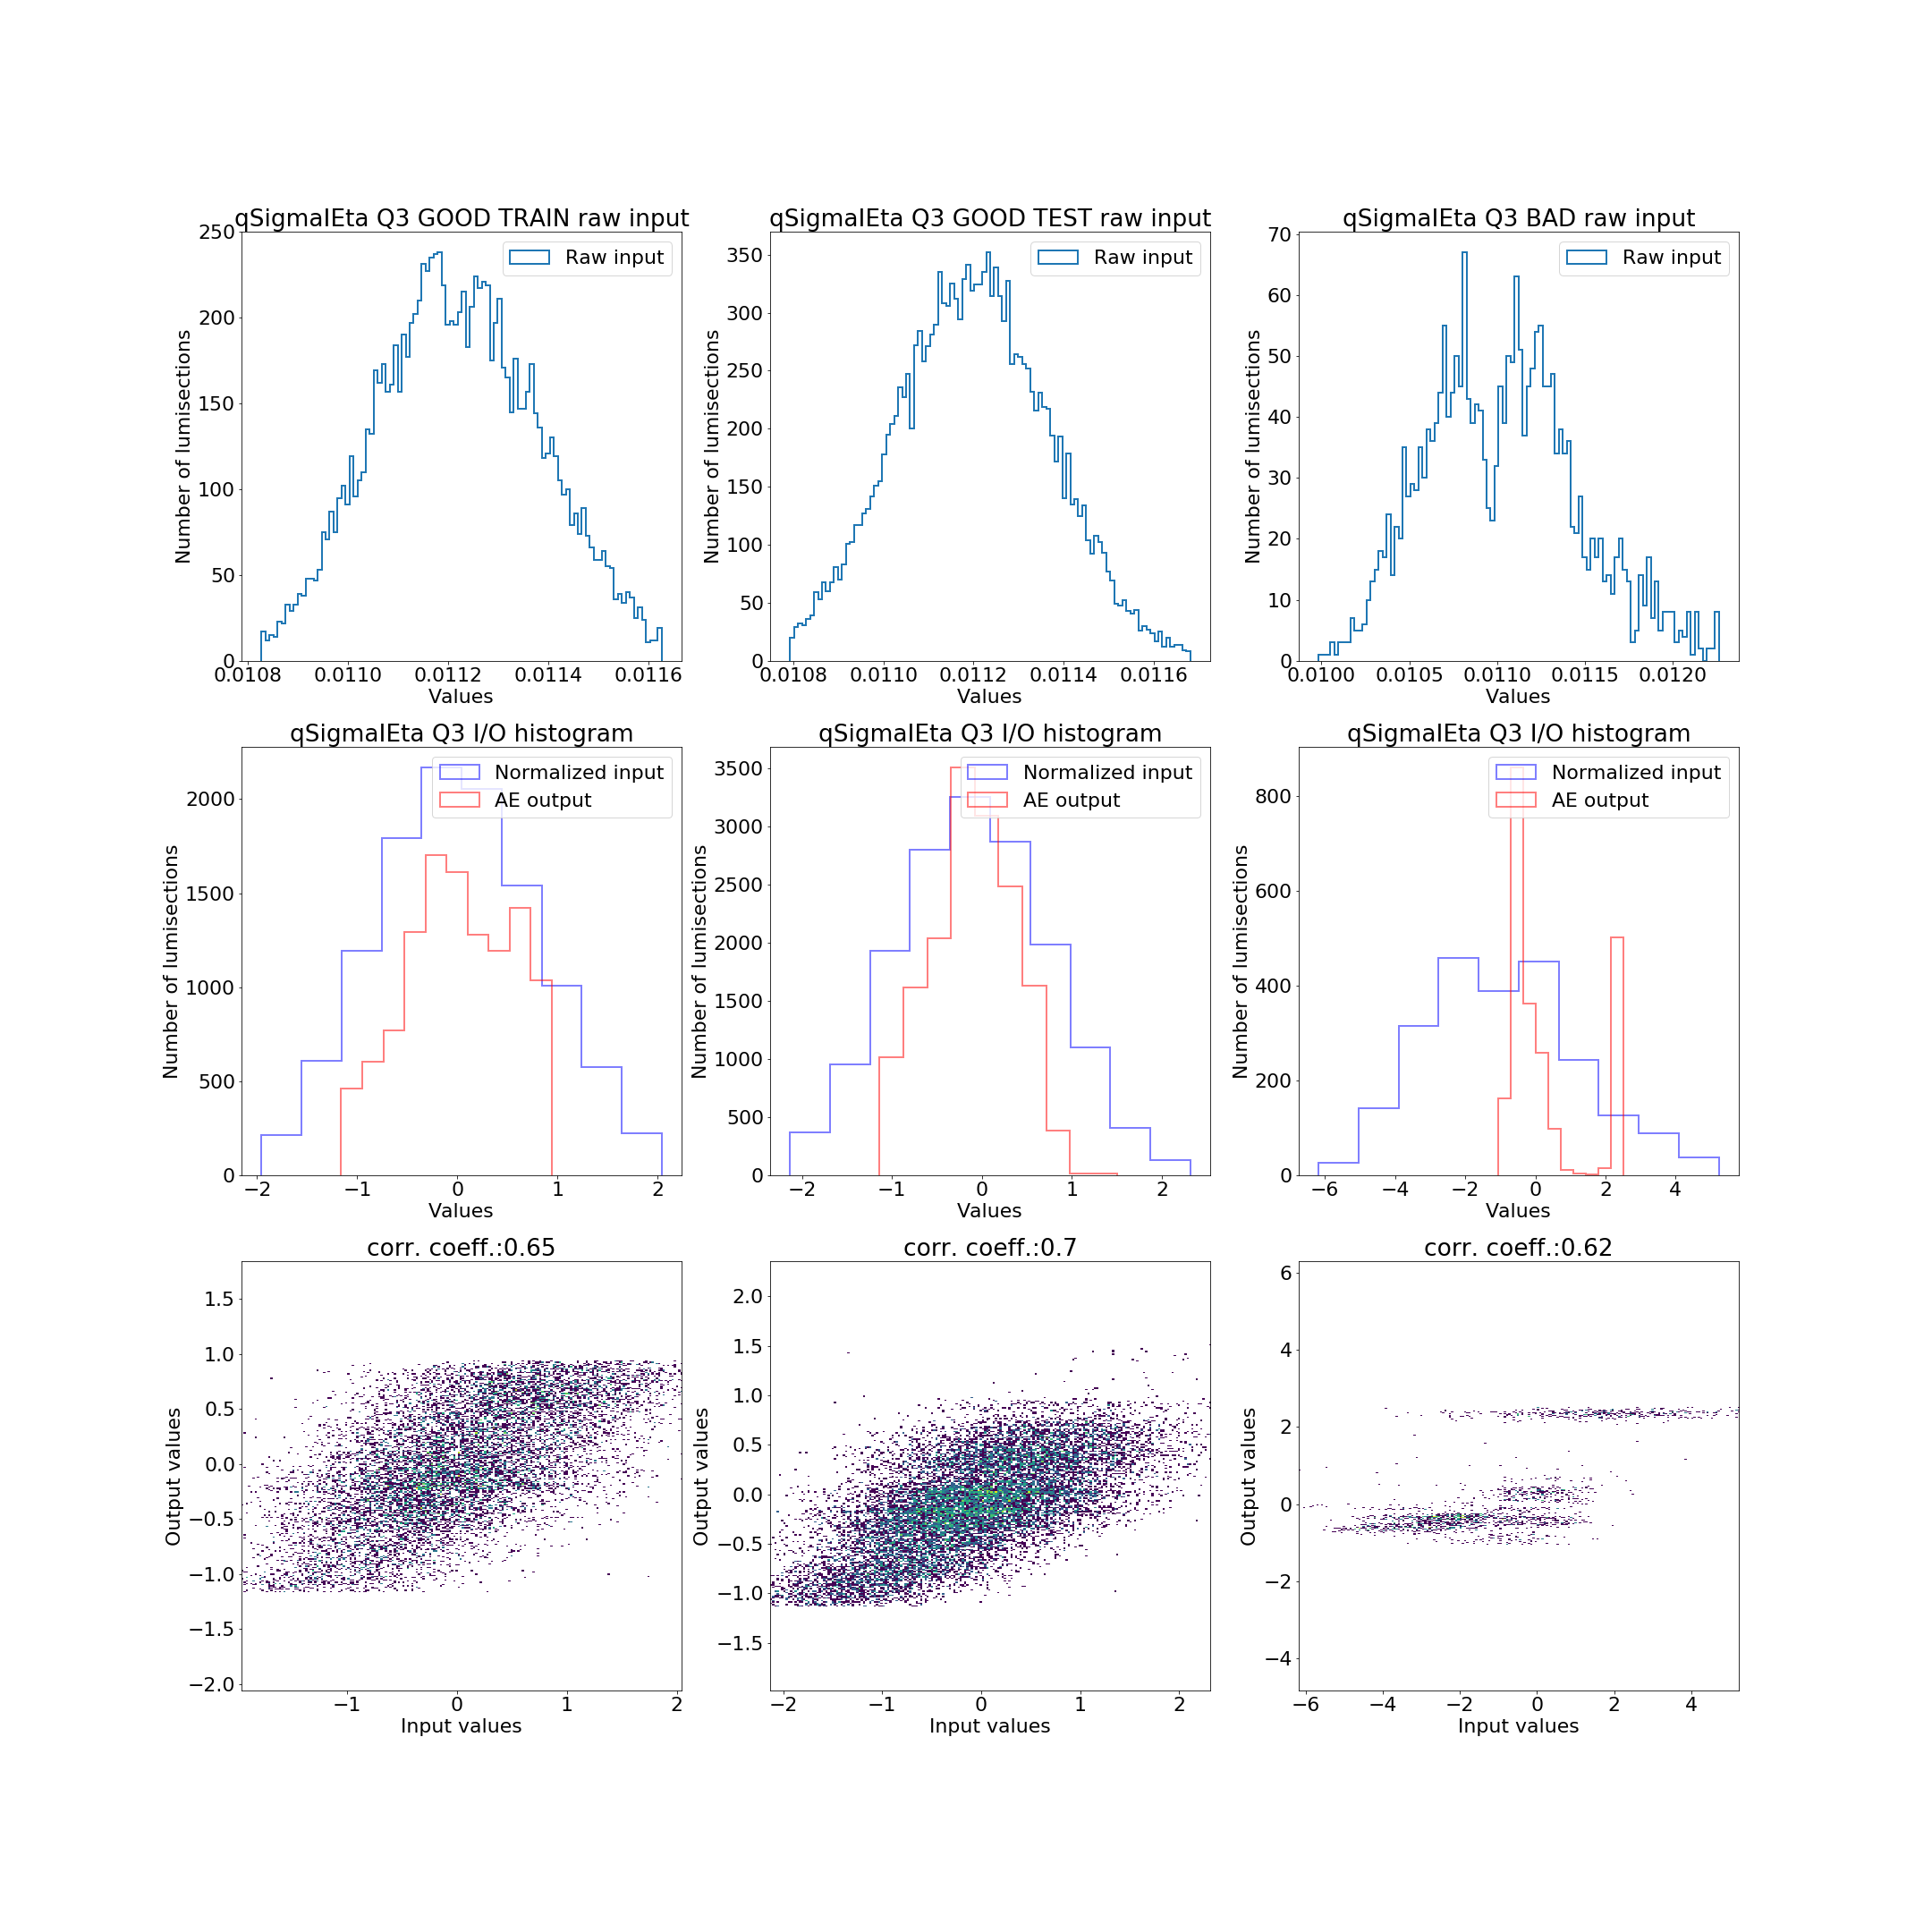 qSigmaIEta Q3 GOOD TRAIN raw input
Raw input
Number of lumisections
250
200
150
100
50
0
0.0108 0.0110 0.0112 0.0114 0.0116
Values
qSigmaIEta Q3 GOOD TEST raw input
Raw input
Number of lumisections
350
300
250
200
150
100
50
0
0.0108 0.0110 0.0112 0.0114 0.0116
Values
qSigmaIEta Q3 BAD raw input
Raw input
Number of lumisections
70
60
50
40
30
20
10
0
0.0100 0.0105 0.0110 0.0115 0.0120
Values
qSigmaIEta Q3 I/O histogram
Normalized input
AE output
Number of lumisections
2000
1500
1000
500
0
−2 −1 0 1 2
Values
qSigmaIEta Q3 I/O histogram
Normalized input
AE output
Number of lumisections
3500
3000
2500
2000
1500
1000
500
0
−2 −1 0 1 2
Values
qSigmaIEta Q3 I/O histogram
Normalized input
AE output
Number of lumisections
800
600
400
200
0
−6 −4 −2 0 2 4
Values
corr. coeff.:0.65
Output values
1.5
1.0
0.5
0.0
−0.5
−1.0
−1.5
−2.0
−1 0 1 2
Input values
corr. coeff.:0.7
Output values
2.0
1.5
1.0
0.5
0.0
−0.5
−1.0
−1.5
−2 −1 0 1 2
Input values
corr. coeff.:0.62
Output values
6
4
2
0
−2
−4
−6 −4 −2 0 2 4
Input values